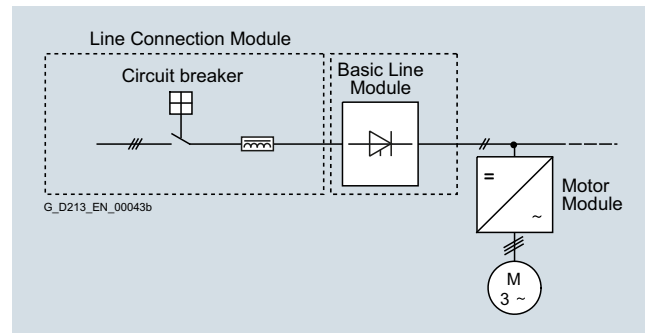 Line Connection Module
Circuit breaker
Basic Line
Module
G_D213_EN_00043b
=
~
Motor
Module
M
3 ~